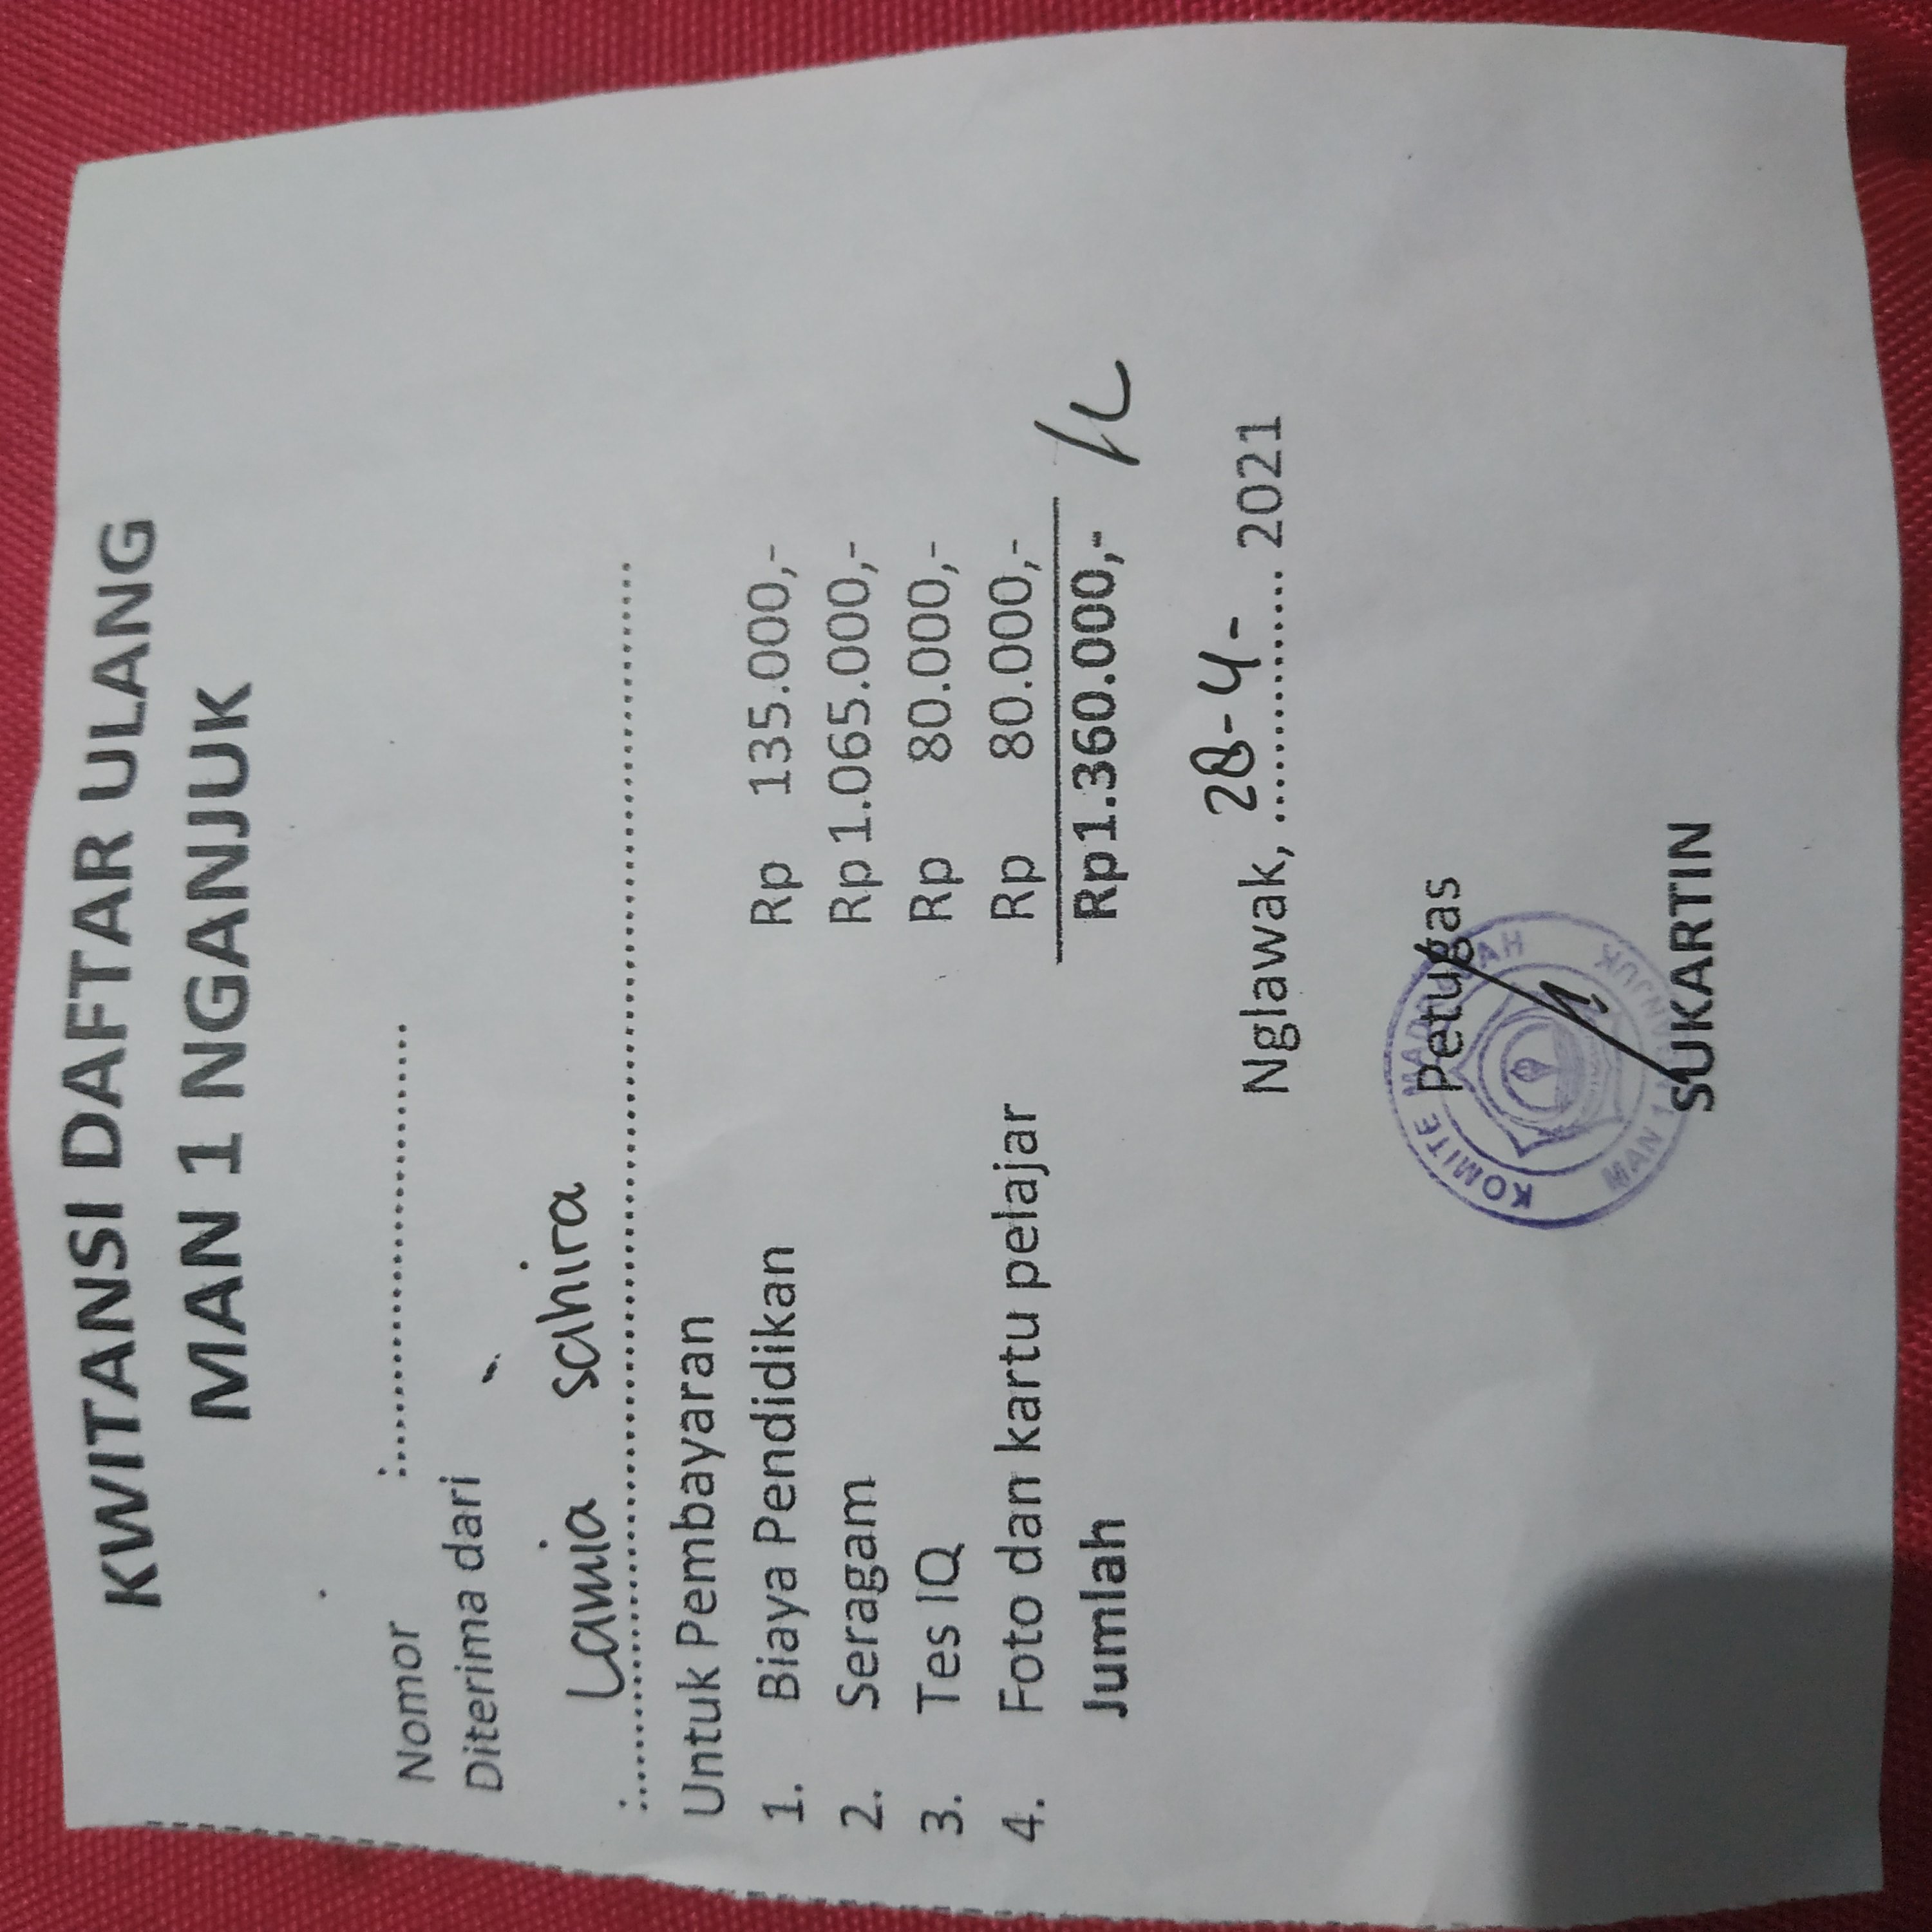 KWITANSI DAFTAR ULANG
MAN 1 NGANJUK
Nomor :..............................
Diterima dari
Lamia sahira
:................................................................................
Untuk Pembayaran
1. Biaya Pendidikan Rp 135.000,-
2. Seragam Rp 1.065.000,-
3. Tes IQ Rp 80.000,-
4. Foto dan kartu pelajar Rp 80.000,-
Jumlah Rp1.360.000,-
Nglawak, 28-4- 2021
Petugas
KOMITE MADRASAH
MAN 1 NGANJUK
SUKARTIN